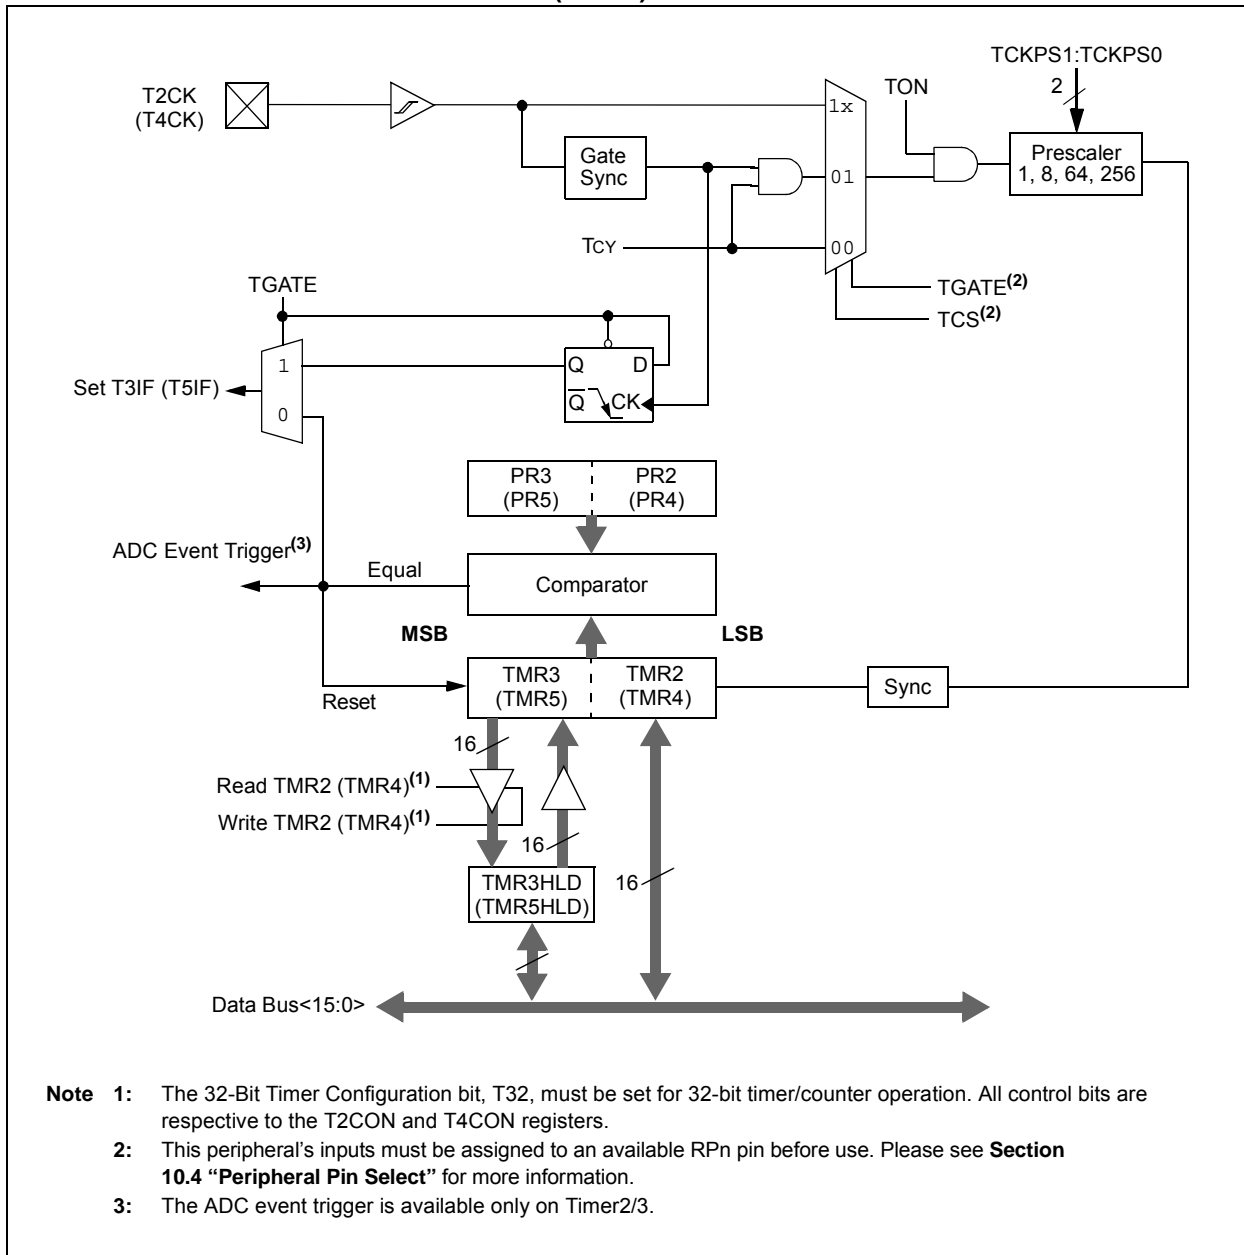 TCKPS1:TCKPS0
T2CK
(T4CK)
TON
2
1x
Gate
Sync
Prescaler
1, 8, 64, 256
01
TCY
00
TGATE
TGATE(2)
TCS(2)
1
Q
D
Set T3IF (T5IF)
Q
CK
0
PR3
(PR5)
PR2
(PR4)
ADC Event Trigger(3)
Equal
Comparator
MSB
LSB
TMR3
(TMR5)
TMR2
(TMR4)
Sync
Reset
16
Read TMR2 (TMR4)(1)
Write TMR2 (TMR4)(1)
16
TMR3HLD
(TMR5HLD)
16
Data Bus<15:0>
Note 1: The 32-Bit Timer Configuration bit, T32, must be set for 32-bit timer/counter operation. All control bits are
respective to the T2CON and T4CON registers.
2: This peripheral’s inputs must be assigned to an available RPn pin before use. Please see Section
10.4 “Peripheral Pin Select” for more information.
3: The ADC event trigger is available only on Timer2/3.